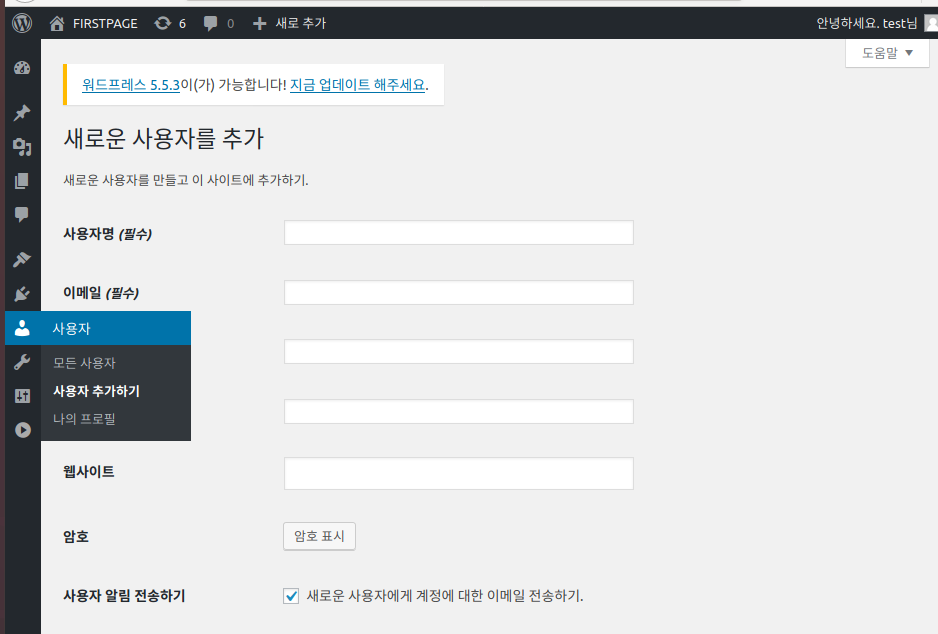 FIRSTPAGE 6 0 새로 추가 안녕하세요. test님
도움말
워드프레스 5.5.3이(가) 가능합니다! 지금 업데이트 해주세요.
새로운 사용자를 추가
새로운 사용자를 만들고 이 사이트에 추가하기.
사용자명 (필수)
이메일 (필수)
사용자
모든 사용자
사용자 추가하기
나의 프로필
웹사이트
암호 암호 표시
사용자 알림 전송하기 새로운 사용자에게 계정에 대한 이메일 전송하기.